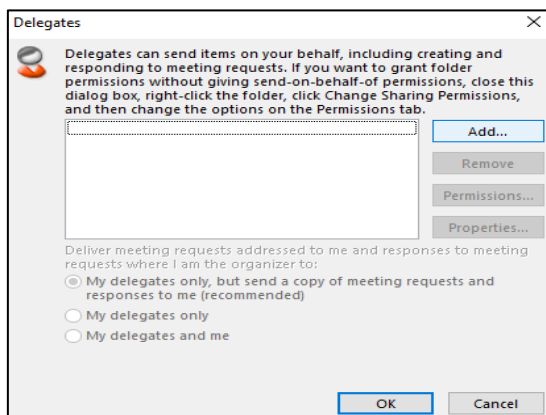 Delegates
Delegates can send items on your behalf, including creating and
responding to meeting requests. If you want to grant folder
permissions without giving send-on-behalf-of permissions, close this
dialog box, right-click the folder, click Change Sharing Permissions,
and then change the options on the Permissions tab.
Add...
Remove
Permissions...
Properties...
Deliver meeting requests addressed to me and responses to meeting
requests where I am the organizer to:
My delegates only, but send a copy of meeting requests and
responses to me (recommended)
My delegates only
My delegates and me
OK Cancel